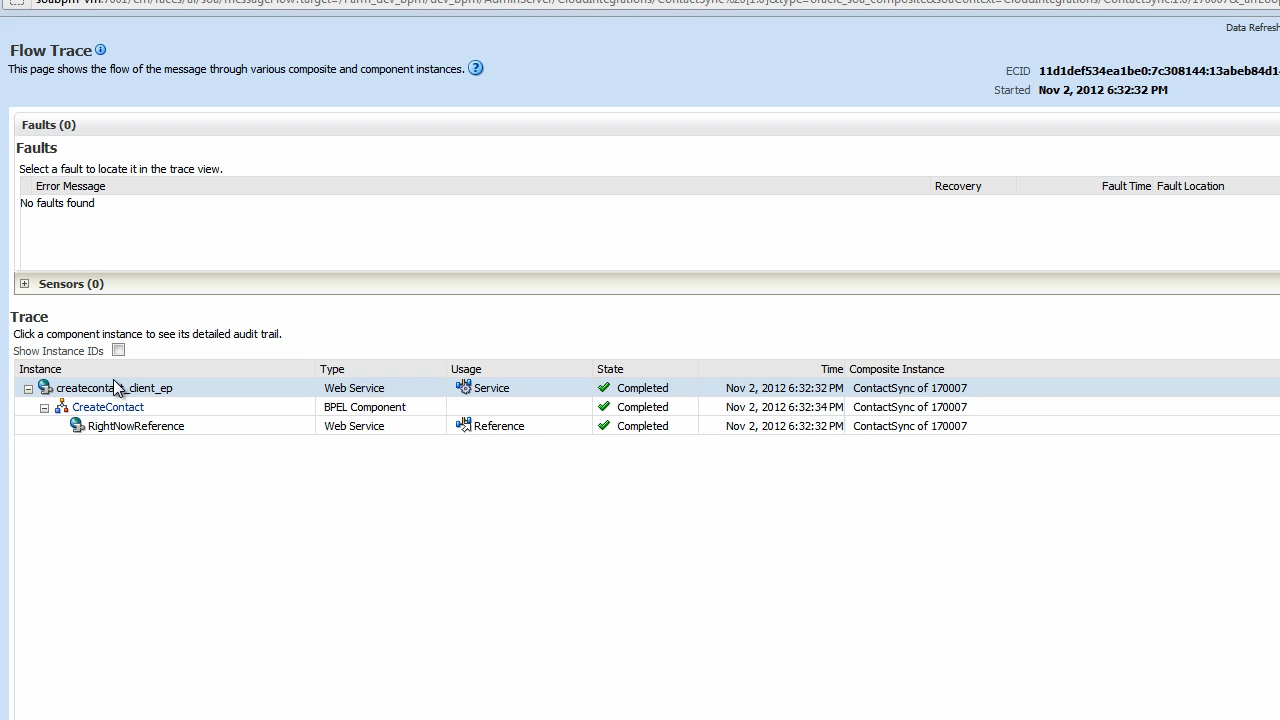 Data Refresh
Flow Trace
This page shows the flow of the message through various composite and component instances.
ECID 11d1def534ea1be0:7c308144:13abeb84d1
Started Nov 2, 2012 6:32:32 PM
Faults (0)
Faults
Select a fault to locate it in the trace view.
Error Message Recovery Fault Time Fault Location
No faults found
Sensors (0)
Trace
Click a component instance to see its detailed audit trail.
Show Instance IDs
Instance Type Usage State Time Composite Instance
createcontact_client_ep Web Service Service Completed Nov 2, 2012 6:32:32 PM ContactSync of 170007
CreateContact BPEL Component Completed Nov 2, 2012 6:32:34 PM ContactSync of 170007
RightNowReference Web Service Reference Completed Nov 2, 2012 6:32:32 PM ContactSync of 170007